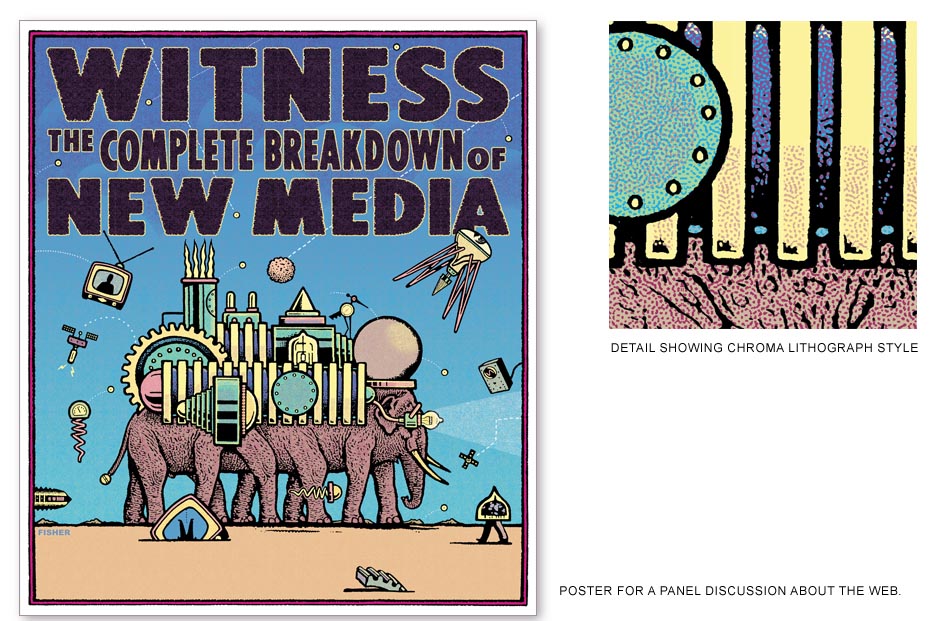 WITNESS
THE COMPLETE BREAKDOWN OF
NEW MEDIA
FISHER
DETAIL SHOWING CHROMA LITHOGRAPH STYLE
POSTER FOR A PANEL DISCUSSION ABOUT THE WEB.